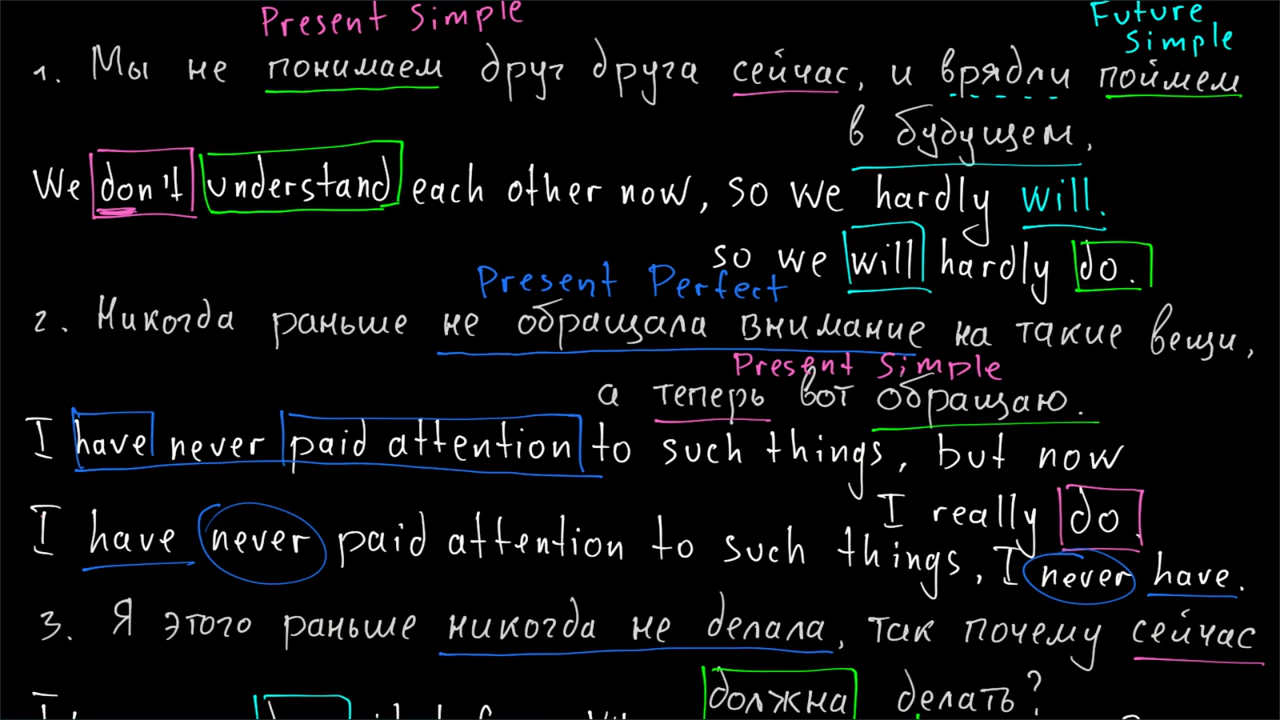 Present Simple
Future
Simple
1. Мы не понимаем друг друга сейчас, и врядли поймем
в будущем.
We don't understand each other now, so we hardly will.
so we will hardly do.
Present Perfect
2. Никогда раньше не обращала внимание на такие вещи,
Present Simple
а теперь вот обращаю.
I have never paid attention to such things, but now
I really do.
I have never paid attention to such things, I never have.
3. Я этого раньше никогда не делала, так почему сейчас
должна делать?